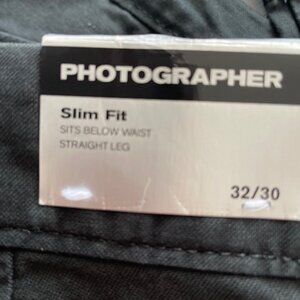 PHOTOGRAPHER
Slim Fit
SITS BELOW WAIST
STRAIGHT LEG
32/30